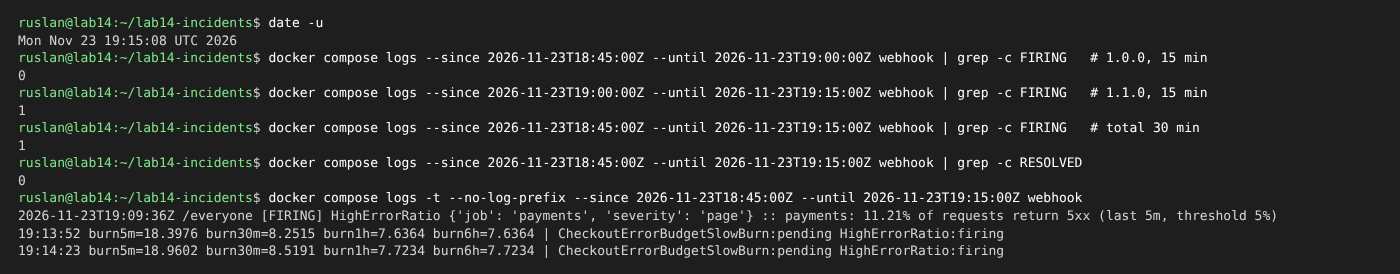 ruslan@lab14:~/lab14-incidents$ date -u
Mon Nov 23 19:15:08 UTC 2026
ruslan@lab14:~/lab14-incidents$ docker compose logs --since 2026-11-23T18:45:00Z --until 2026-11-23T19:00:00Z webhook | grep -c FIRING   # 1.0.0, 15 min
0
ruslan@lab14:~/lab14-incidents$ docker compose logs --since 2026-11-23T19:00:00Z --until 2026-11-23T19:15:00Z webhook | grep -c FIRING   # 1.1.0, 15 min
1
ruslan@lab14:~/lab14-incidents$ docker compose logs --since 2026-11-23T18:45:00Z --until 2026-11-23T19:15:00Z webhook | grep -c FIRING   # total 30 min
1
ruslan@lab14:~/lab14-incidents$ docker compose logs --since 2026-11-23T18:45:00Z --until 2026-11-23T19:15:00Z webhook | grep -c RESOLVED
0
ruslan@lab14:~/lab14-incidents$ docker compose logs -t --no-log-prefix --since 2026-11-23T18:45:00Z --until 2026-11-23T19:15:00Z webhook
2026-11-23T19:09:36Z /everyone [FIRING] HighErrorRatio {'job': 'payments', 'severity': 'page'} :: payments: 11.21% of requests return 5xx (last 5m, threshold 5%)
19:13:52 burn5m=18.3976 burn30m=8.2515 burn1h=7.6364 burn6h=7.6364 | CheckoutErrorBudgetSlowBurn:pending HighErrorRatio:firing
19:14:23 burn5m=18.9602 burn30m=8.5191 burn1h=7.7234 burn6h=7.7234 | CheckoutErrorBudgetSlowBurn:pending HighErrorRatio:firing